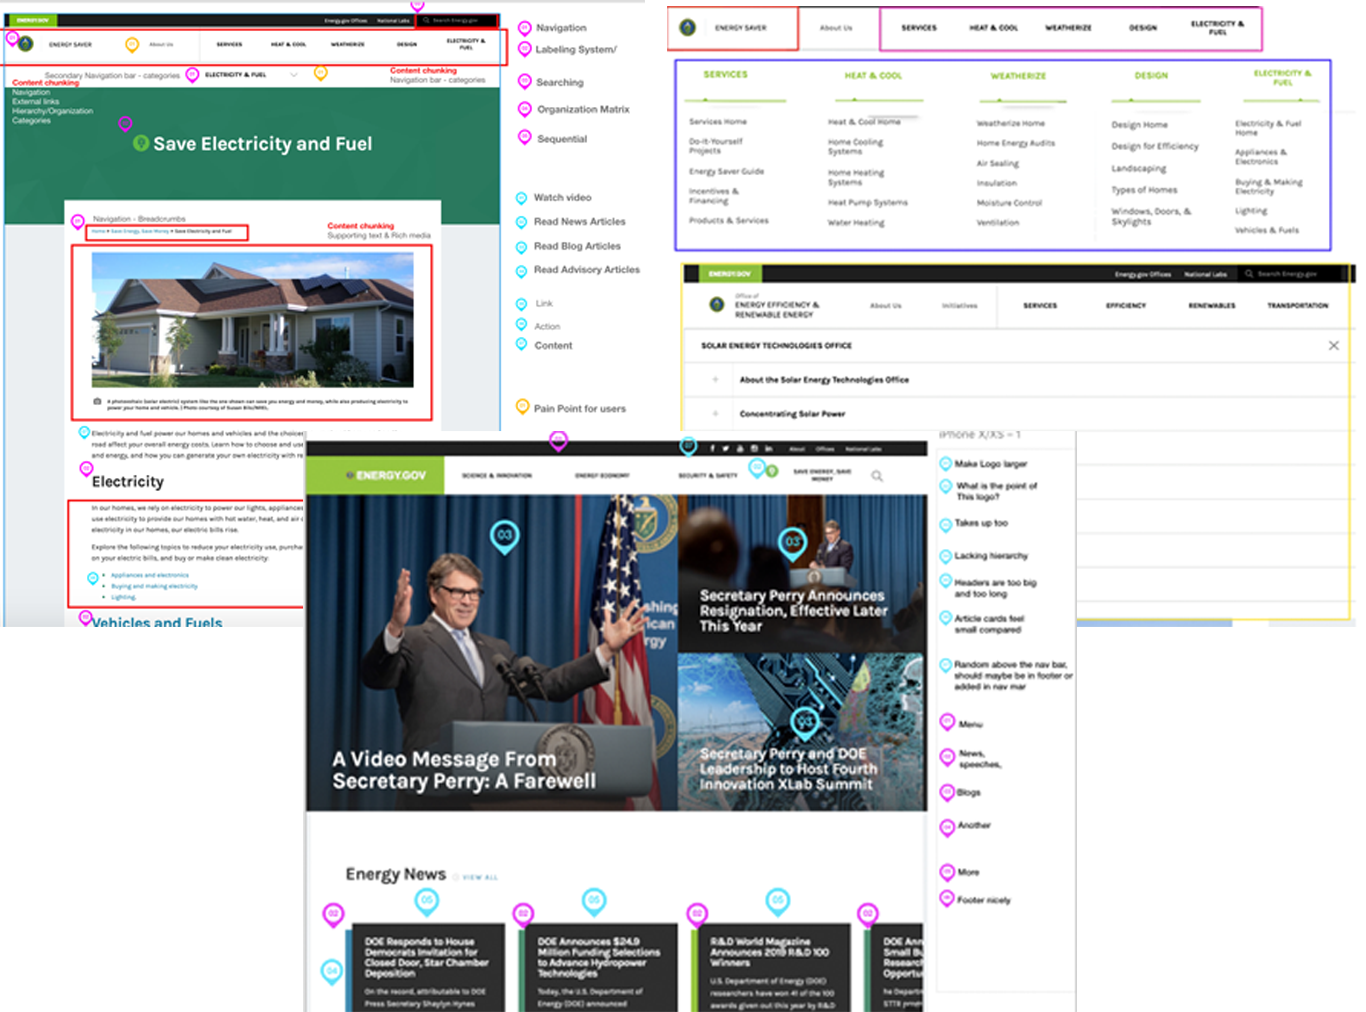 ENERGY.GOV
Energy.gov Offices
National Labs
Search Energy.gov
ENERGY SAVER
About Us
SERVICES
HEAT & COOL
WEATHERIZE
DESIGN
ELECTRICITY &
FUEL
Secondary Navigation bar - categories
ELECTRICITY & FUEL
Content chunking
Navigation bar - categories
Content chunking
Navigation
External links
Hierarchy/Organization
Categories
Save Electricity and Fuel
Navigation - Breadcrumbs
Home » Save Energy, Save Money » Save Electricity and Fuel
Content chunking
Supporting text & Rich media
A photovoltaic (solar electric) system like the one shown can save you energy and money, while also producing electricity to
power your home and vehicle. | Photo courtesy of Susan Bilo/NREL.
Electricity and fuel power our homes and vehicles and the choices
road affect your overall energy costs. Learn how to choose and use
and energy, and how you can generate your own electricity with re
Electricity
In our homes, we rely on electricity to power our lights, appliances
use electricity to provide our homes with hot water, heat, and air c
electricity in our homes, our electric bills rise.
Explore the following topics to reduce your electricity use, purchase
on your electric bills, and buy or make clean electricity:
Appliances and electronics
Buying and making electricity
Lighting.
Vehicles and Fuels
Navigation
Labeling System/
Searching
Organization Matrix
Sequential
Watch video
Read News Articles
Read Blog Articles
Read Advisory Articles
Link
Action
Content
Pain Point for users
ENERGY SAVER
About Us
SERVICES
HEAT & COOL
WEATHERIZE
DESIGN
ELECTRICITY &
FUEL
SERVICES
Services Home
Do-It-Yourself
Projects
Energy Saver Guide
Incentives &
Financing
Products & Services
HEAT & COOL
Heat & Cool Home
Home Cooling
Systems
Home Heating
Systems
Heat Pump Systems
Water Heating
WEATHERIZE
Weatherize Home
Home Energy Audits
Air Sealing
Insulation
Moisture Control
Ventilation
DESIGN
Design Home
Design for Efficiency
Landscaping
Types of Homes
Windows, Doors, &
Skylights
ELECTRICITY &
FUEL
Electricity & Fuel
Home
Appliances &
Electronics
Buying & Making
Electricity
Lighting
Vehicles & Fuels
ENERGY.GOV
Energy.gov Offices
National Labs
Search Energy.gov
Office of
ENERGY EFFICIENCY &
RENEWABLE ENERGY
About Us
Initiatives
SERVICES
EFFICIENCY
RENEWABLES
TRANSPORTATION
SOLAR ENERGY TECHNOLOGIES OFFICE
About the Solar Energy Technologies Office
Concentrating Solar Power
About
Offices
National Labs
ENERGY.GOV
SCIENCE & INNOVATION
ENERGY ECONOMY
SECURITY & SAFETY
SAVE ENERGY, SAVE
MONEY
03
03
03
A Video Message From
Secretary Perry: A Farewell
Secretary Perry Announces
Resignation, Effective Later
This Year
Secretary Perry and DOE
Leadership to Host Fourth
Innovation XLab Summit
Energy News
VIEW ALL
02
05
02
05
02
05
02
04
DOE Responds to House
Democrats Invitation for
Closed Door, Star Chamber
Deposition
On the record, attributable to DOE
Press Secretary Shaylyn Hynes
DOE Announces $24.9
Million Funding Selections
to Advance Hydropower
Technologies
Today, the U.S. Department of
Energy (DOE) announced
R&D World Magazine
Announces 2019 R&D 100
Winners
U.S. Department of Energy (DOE)
researchers have won 41 of the 100
awards given out this year by R&D
DOE Ann
Small Bu
Research
Opportu
he Depart
STTR pro
iPhone X/XS – 1
Make Logo larger
What is the point of
This logo?
Takes up too
Lacking hierarchy
Headers are too big
and too long
Article cards feel
small compared
Random above the nav bar,
should maybe be in footer or
added in nav mar
Menu
News,
speeches,
Blogs
Another
More
Footer nicely